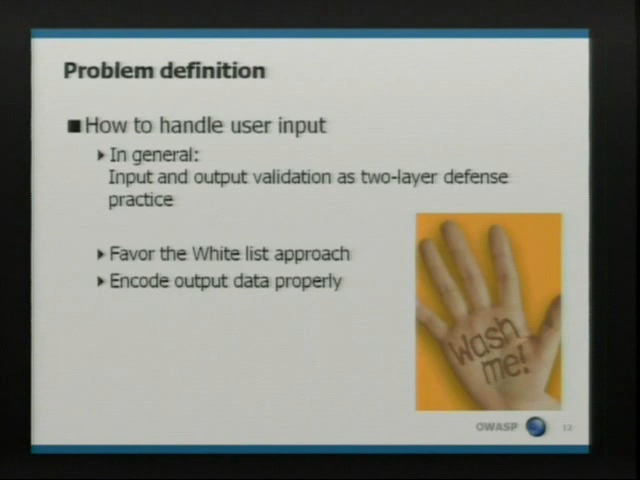 Problem definition
How to handle user input
In general:
Input and output validation as two-layer defense
practice
Favor the White list approach
Encode output data properly
Wash
me!
OWASP 12